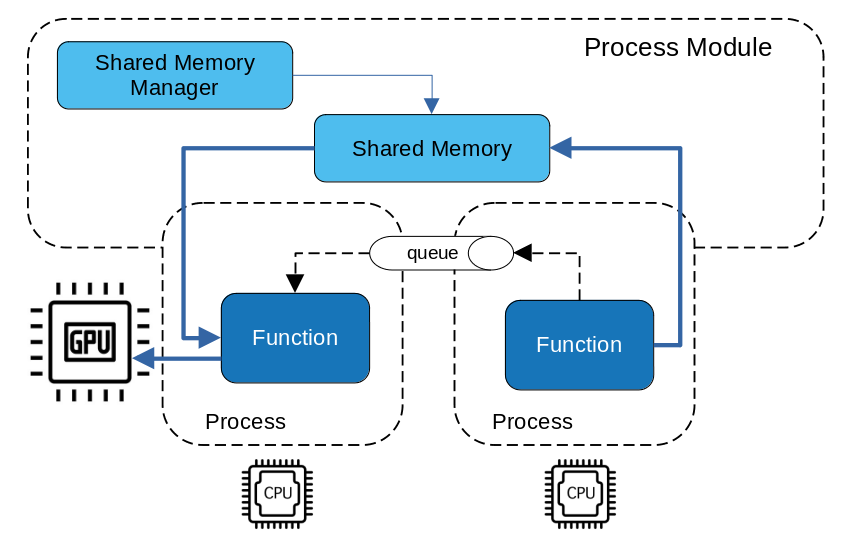 Process Module
Shared Memory
Manager
Shared Memory
queue
GPU
Function
Function
Process
Process
CPU
CPU